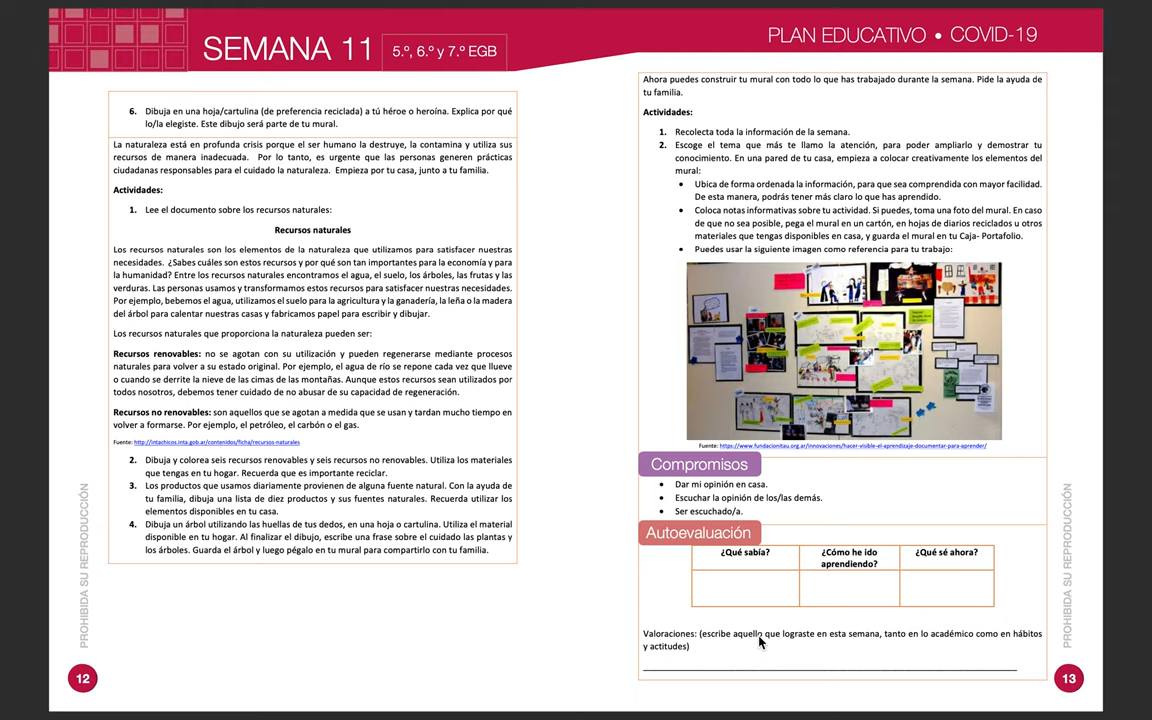 SEMANA 11
5.º, 6.º y 7.º EGB
PLAN EDUCATIVO • COVID-19
6. Dibuja en una hoja/cartulina (de preferencia reciclada) a tú héroe o heroína. Explica por qué
lo/la elegiste. Este dibujo será parte de tu mural.
La naturaleza está en profunda crisis porque el ser humano la destruye, la contamina y utiliza sus
recursos de manera inadecuada. Por lo tanto, es urgente que las personas generen prácticas
ciudadanas responsables para el cuidado la naturaleza. Empieza por tu casa, junto a tu familia.
Actividades:
1. Lee el documento sobre los recursos naturales:
Recursos naturales
Los recursos naturales son los elementos de la naturaleza que utilizamos para satisfacer nuestras
necesidades. ¿Sabes cuáles son estos recursos y por qué son tan importantes para la economía y para
la humanidad? Entre los recursos naturales encontramos el agua, el suelo, los árboles, las frutas y las
verduras. Las personas usamos y transformamos estos recursos para satisfacer nuestras necesidades.
Por ejemplo, bebemos el agua, utilizamos el suelo para la agricultura y la ganadería, la leña o la madera
del árbol para calentar nuestras casas y fabricamos papel para escribir y dibujar.
Los recursos naturales que proporciona la naturaleza pueden ser:
Recursos renovables: no se agotan con su utilización y pueden regenerarse mediante procesos
naturales para volver a su estado original. Por ejemplo, el agua de río se repone cada vez que llueve
o cuando se derrite la nieve de las cimas de las montañas. Aunque estos recursos sean utilizados por
todos nosotros, debemos tener cuidado de no abusar de su capacidad de regeneración.
Recursos no renovables: son aquellos que se agotan a medida que se usan y tardan mucho tiempo en
volver a formarse. Por ejemplo, el petróleo, el carbón o el gas.
Fuente: http://intachicos.inta.gob.ar/contenidos/ficha/recursos-naturales
2. Dibuja y colorea seis recursos renovables y seis recursos no renovables. Utiliza los materiales
que tengas en tu hogar. Recuerda que es importante reciclar.
3. Los productos que usamos diariamente provienen de alguna fuente natural. Con la ayuda de
tu familia, dibuja una lista de diez productos y sus fuentes naturales. Recuerda utilizar los
elementos disponibles en tu casa.
4. Dibuja un árbol utilizando las huellas de tus dedos, en una hoja o cartulina. Utiliza el material
disponible en tu hogar. Al finalizar el dibujo, escribe una frase sobre el cuidado las plantas y
los árboles. Guarda el árbol y luego pégalo en tu mural para compartirlo con tu familia.
PROHIBIDA SU REPRODUCCIÓN
12
Ahora puedes construir tu mural con todo lo que has trabajado durante la semana. Pide la ayuda de
tu familia.
Actividades:
1. Recolecta toda la información de la semana.
2. Escoge el tema que más te llamo la atención, para poder ampliarlo y demostrar tu
conocimiento. En una pared de tu casa, empieza a colocar creativamente los elementos del
mural:
• Ubica de forma ordenada la información, para que sea comprendida con mayor facilidad.
De esta manera, podrás tener más claro lo que has aprendido.
• Coloca notas informativas sobre tu actividad. Si puedes, toma una foto del mural. En caso
de que no sea posible, pega el mural en un cartón, en hojas de diarios reciclados u otros
materiales que tengas disponibles en casa, y guarda el mural en tu Caja- Portafolio.
• Puedes usar la siguiente imagen como referencia para tu trabajo:
Fuente: https://www.fundacionitau.org.ar/innovaciones/hacer-visible-el-aprendizaje-documentar-para-aprender/
Compromisos
• Dar mi opinión en casa.
• Escuchar la opinión de los/las demás.
• Ser escuchado/a.
Autoevaluación
¿Qué sabía? ¿Cómo he ido ¿Qué sé ahora?
aprendiendo?
Valoraciones: (escribe aquello que lograste en esta semana, tanto en lo académico como en hábitos
y actitudes)
PROHIBIDA SU REPRODUCCIÓN
13